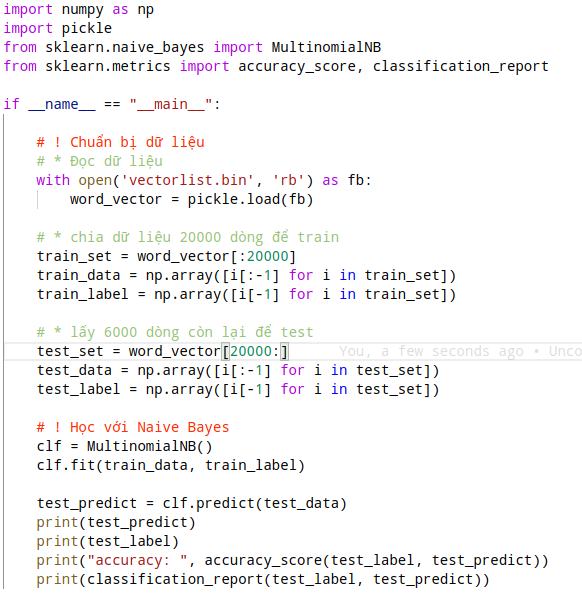 import numpy as np
import pickle
from sklearn.naive_bayes import MultinomialNB
from sklearn.metrics import accuracy_score, classification_report

if __name__ == "__main__":

    # ! Chuẩn bị dữ liệu
    # * Đọc dữ liệu
    with open('vectorlist.bin', 'rb') as fb:
        word_vector = pickle.load(fb)

    # * chia dữ liệu 20000 dòng để train
    train_set = word_vector[:20000]
    train_data = np.array([i[:-1] for i in train_set])
    train_label = np.array([i[-1] for i in train_set])

    # * lấy 6000 dòng còn lại để test
    test_set = word_vector[20000:]      You, a few seconds ago • Unco
    test_data = np.array([i[:-1] for i in test_set])
    test_label = np.array([i[-1] for i in test_set])

    # ! Học với Naive Bayes
    clf = MultinomialNB()
    clf.fit(train_data, train_label)

    test_predict = clf.predict(test_data)
    print(test_predict)
    print(test_label)
    print("accuracy: ", accuracy_score(test_label, test_predict))
    print(classification_report(test_label, test_predict))